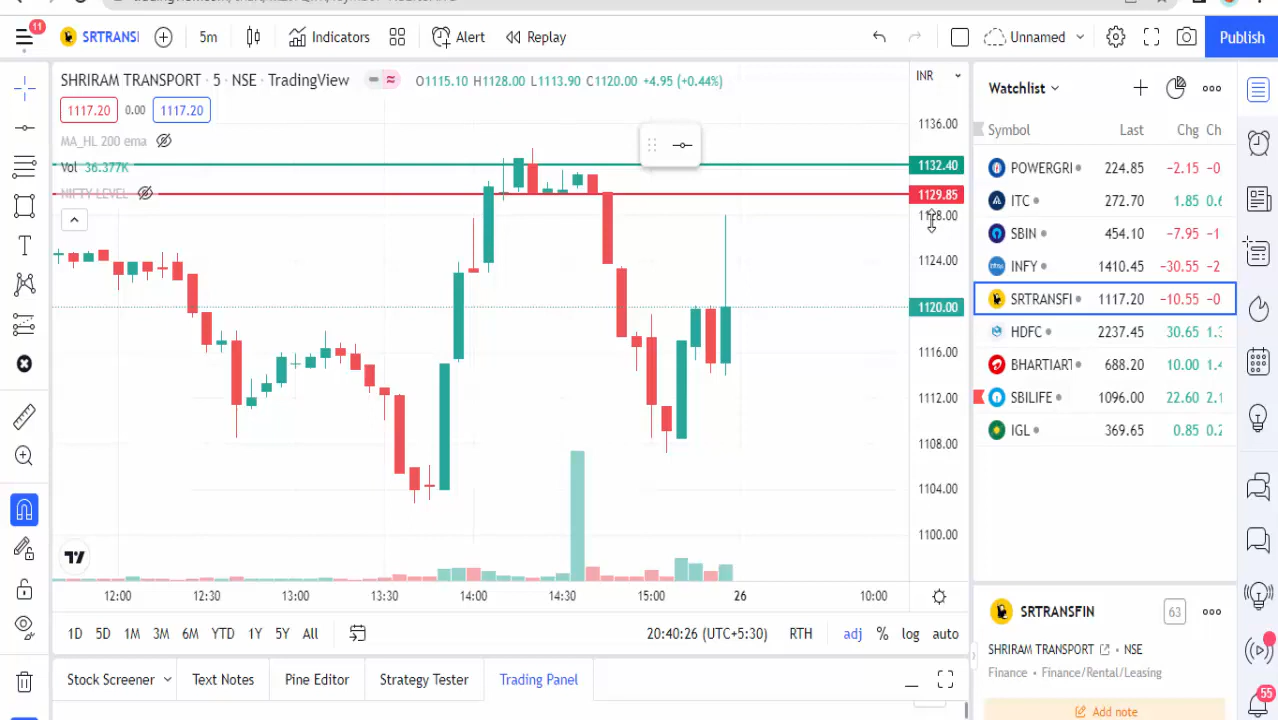 11
SRTRANSI
5m
Indicators
Alert
Replay
Unnamed
Publish
SHRIRAM TRANSPORT · 5 · NSE · TradingView
O1115.10 H1128.00 L1113.90 C1120.00 +4.95 (+0.44%)
1117.20 0.00 1117.20
MA_HL 200 ema
Vol 36.377K
NIFTY LEVEL
INR
1136.00
1132.40
1129.85
1128.00
1124.00
1120.00
1116.00
1112.00
1108.00
1104.00
1100.00
12:00 12:30 13:00 13:30 14:00 14:30 15:00 26 10:00
1D 5D 1M 3M 6M YTD 1Y 5Y All
20:40:26 (UTC+5:30) RTH adj % log auto
Stock Screener Text Notes Pine Editor Strategy Tester Trading Panel
Watchlist
Symbol Last Chg Ch
POWERGRI 224.85 −2.15 −0
ITC 272.70 1.85 0.6
SBIN 454.10 −7.95 −1
INFY 1410.45 −30.55 −2
SRTRANSFI 1117.20 −10.55 −0
HDFC 2237.45 30.65 1.3
BHARTIART 688.20 10.00 1.4
SBILIFE 1096.00 22.60 2.1
IGL 369.65 0.85 0.2
SRTRANSFIN 63
SHRIRAM TRANSPORT · NSE
Finance · Finance/Rental/Leasing
Add note
55